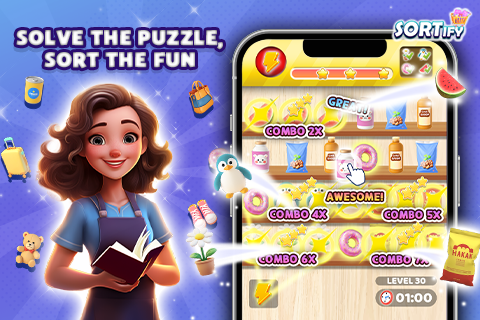 SOLVE THE PUZZLE,
SORT THE FUN
SORTIFY
COMBO 2X
AWESOME!
COMBO 4X
COMBO 5X
COMBO 6X
LEVEL 30
01:00